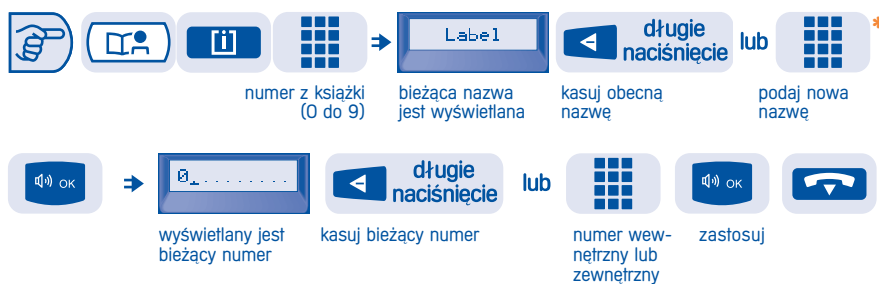 [i]
Label
długie
naciśnięcie
lub
*
numer z książki
(0 do 9)
bieżąca nazwa
jest wyświetlana
kasuj obecną
nazwę
podaj nowa
nazwę
OK
0_........
długie
naciśnięcie
lub
OK
wyświetlany jest
bieżący numer
kasuj bieżący numer
numer wew-
nętrzny lub
zewnętrzny
zastosuj